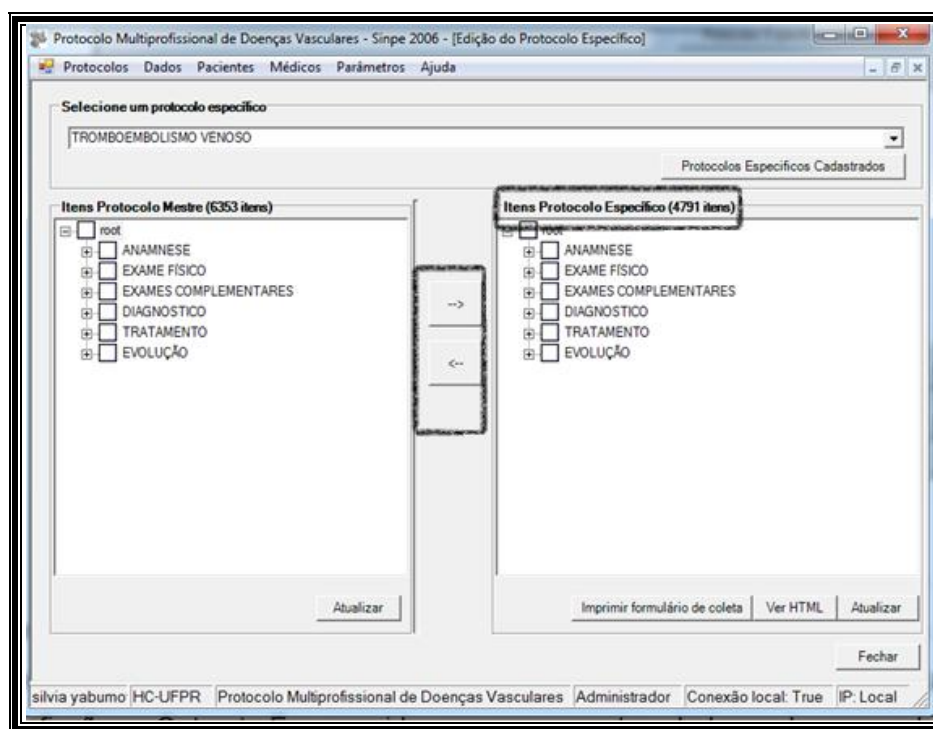 Protocolo Multiprofissional de Doenças Vasculares - Sinpe 2006 - [Edição do Protocolo Específico]
Protocolos Dados Pacientes Médicos Parâmetros Ajuda
Selecione um protocolo específico
TROMBOEMBOLISMO VENOSO
Protocolos Especificos Cadastrados
Itens Protocolo Mestre (6353 itens)
root
ANAMNESE
EXAME FÍSICO
EXAMES COMPLEMENTARES
DIAGNOSTICO
TRATAMENTO
EVOLUÇÃO
Atualizar
-->
<--
Itens Protocolo Específico (4791 itens)
root
ANAMNESE
EXAME FÍSICO
EXAMES COMPLEMENTARES
DIAGNOSTICO
TRATAMENTO
EVOLUÇÃO
Imprimir formulário de coleta Ver HTML Atualizar
Fechar
silvia yabumo HC-UFPR Protocolo Multiprofissional de Doenças Vasculares Administrador Conexão local: True IP: Local